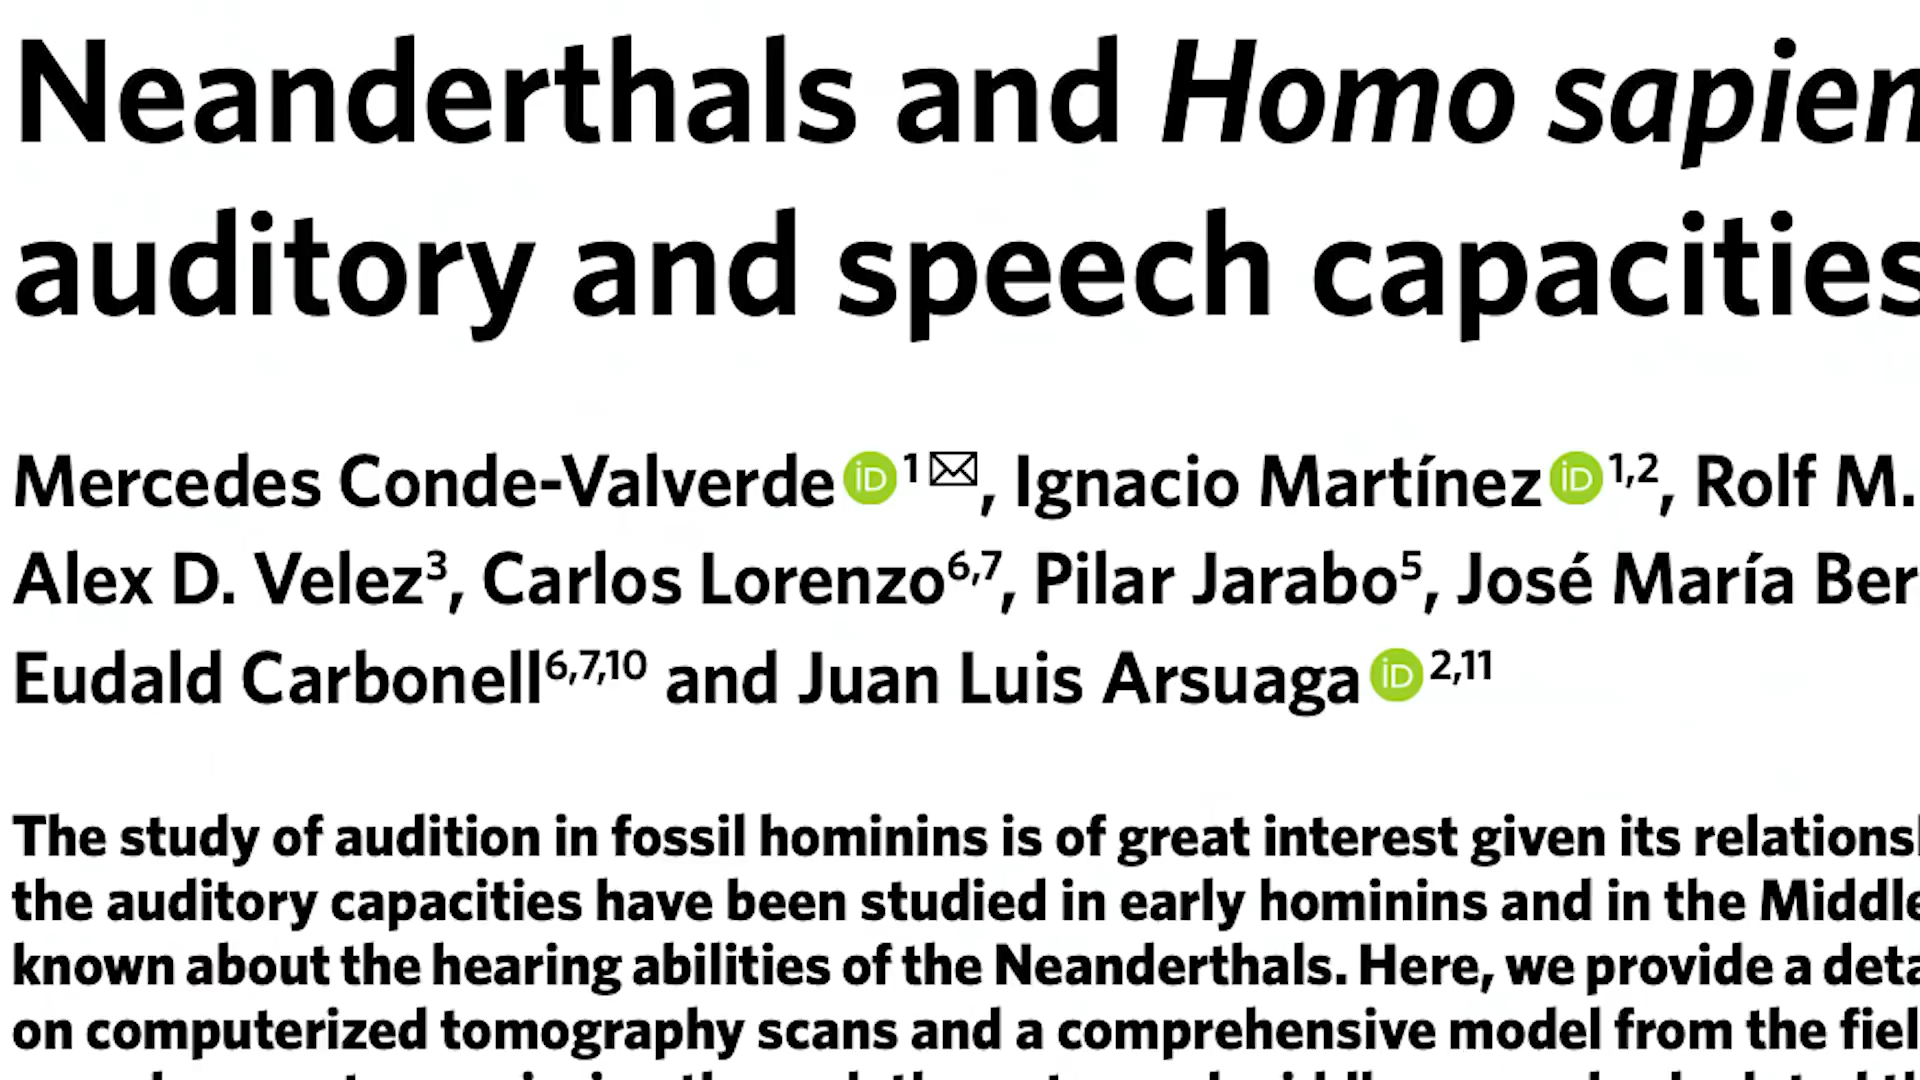 Neanderthals and Homo sapien
auditory and speech capacities
Mercedes Conde-Valverde iD 1✉, Ignacio Martínez iD 1,2, Rolf M.
Alex D. Velez3, Carlos Lorenzo6,7, Pilar Jarabo5, José María Ber
Eudald Carbonell6,7,10 and Juan Luis Arsuaga iD 2,11
The study of audition in fossil hominins is of great interest given its relations
the auditory capacities have been studied in early hominins and in the Middle
known about the hearing abilities of the Neanderthals. Here, we provide a deta
on computerized tomography scans and a comprehensive model from the fiel